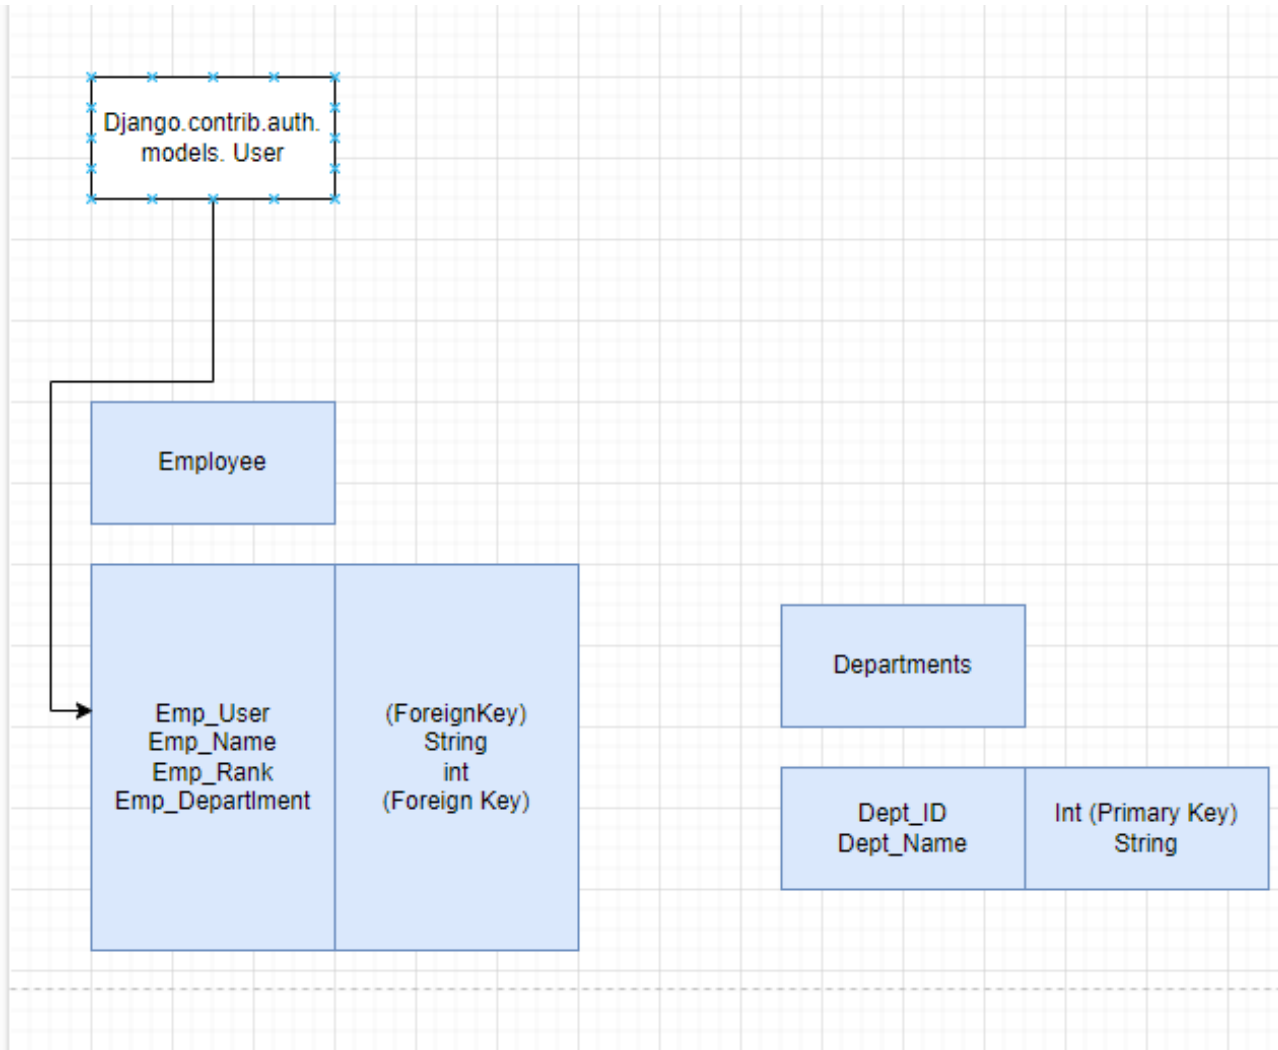 Django.contrib.auth.
models. User
Employee
Emp_User
Emp_Name
Emp_Rank
Emp_Departlment
(ForeignKey)
String
int
(Foreign Key)
Departments
Dept_ID
Dept_Name
Int (Primary Key)
String